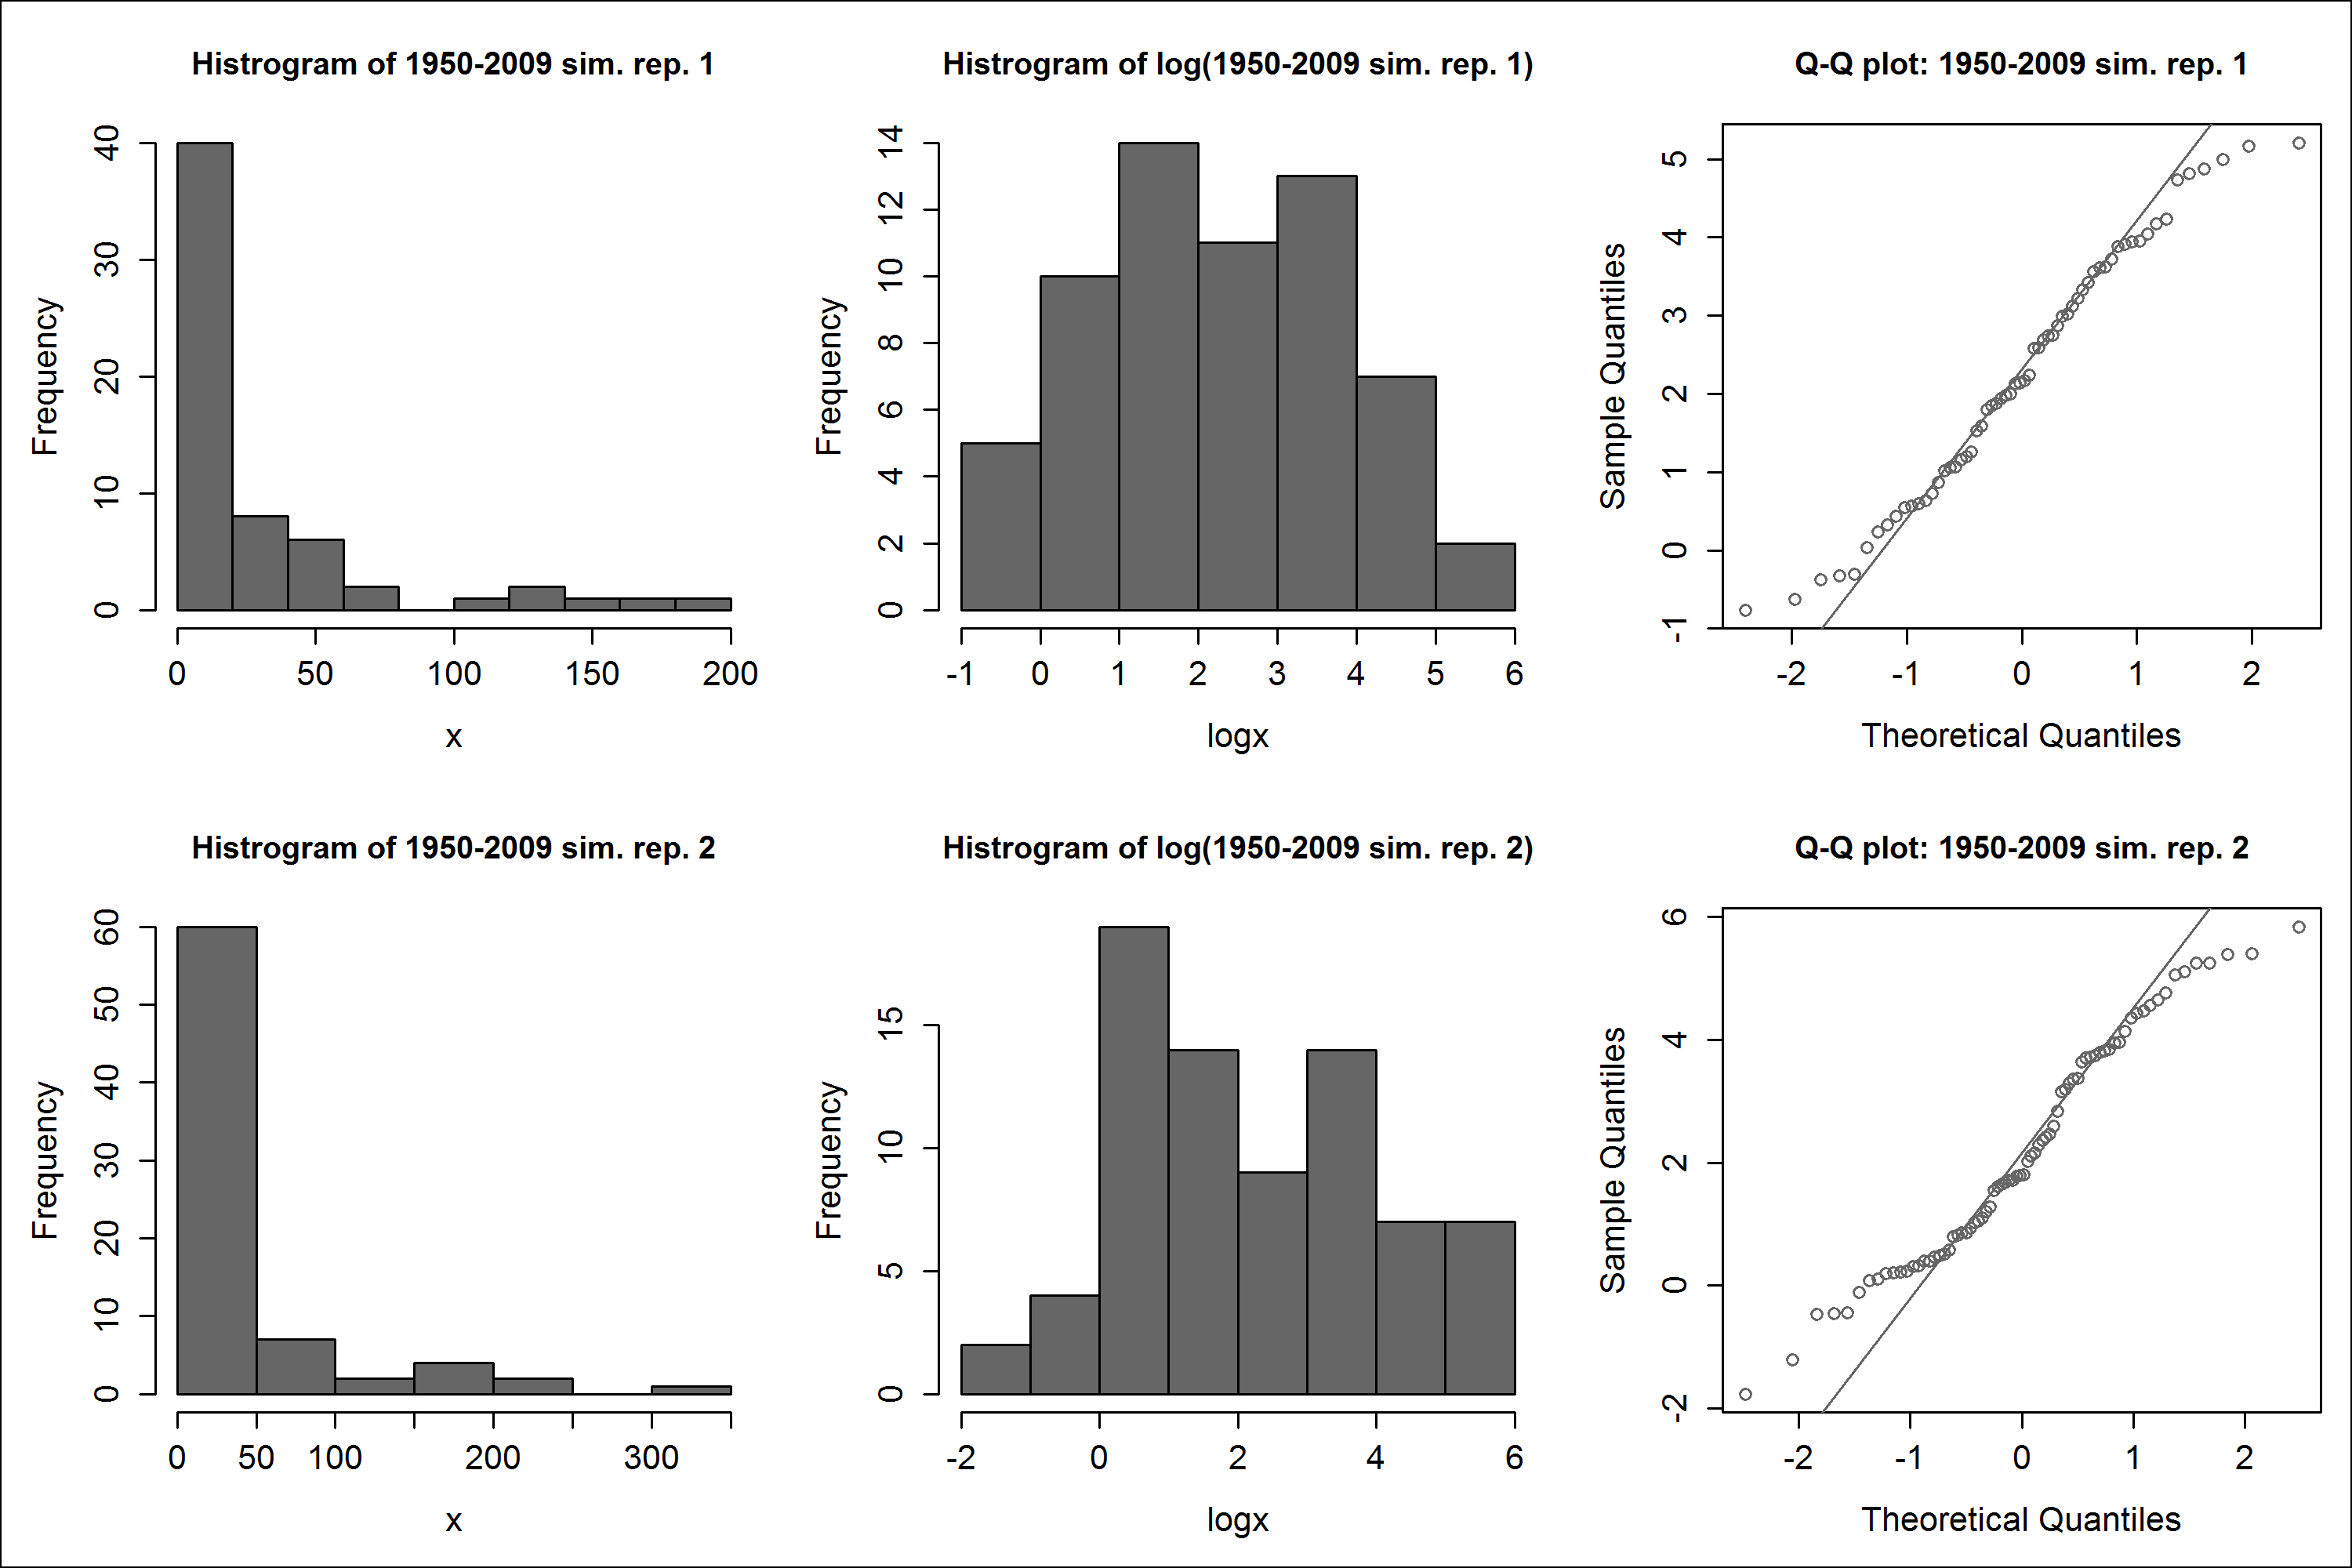 Histrogram of 1950-2009 sim. rep. 1
Frequency
0 10 20 30 40
0 50 100 150 200
x
Histrogram of log(1950-2009 sim. rep. 1)
Frequency
0 2 4 6 8 10 12 14
-1 0 1 2 3 4 5 6
logx
Q-Q plot: 1950-2009 sim. rep. 1
Sample Quantiles
-1 0 1 2 3 4 5
-2 -1 0 1 2
Theoretical Quantiles
Histrogram of 1950-2009 sim. rep. 2
Frequency
0 10 20 30 40 50 60
0 50 100 200 300
x
Histrogram of log(1950-2009 sim. rep. 2)
Frequency
0 5 10 15
-2 0 2 4 6
logx
Q-Q plot: 1950-2009 sim. rep. 2
Sample Quantiles
-2 0 2 4 6
-2 -1 0 1 2
Theoretical Quantiles